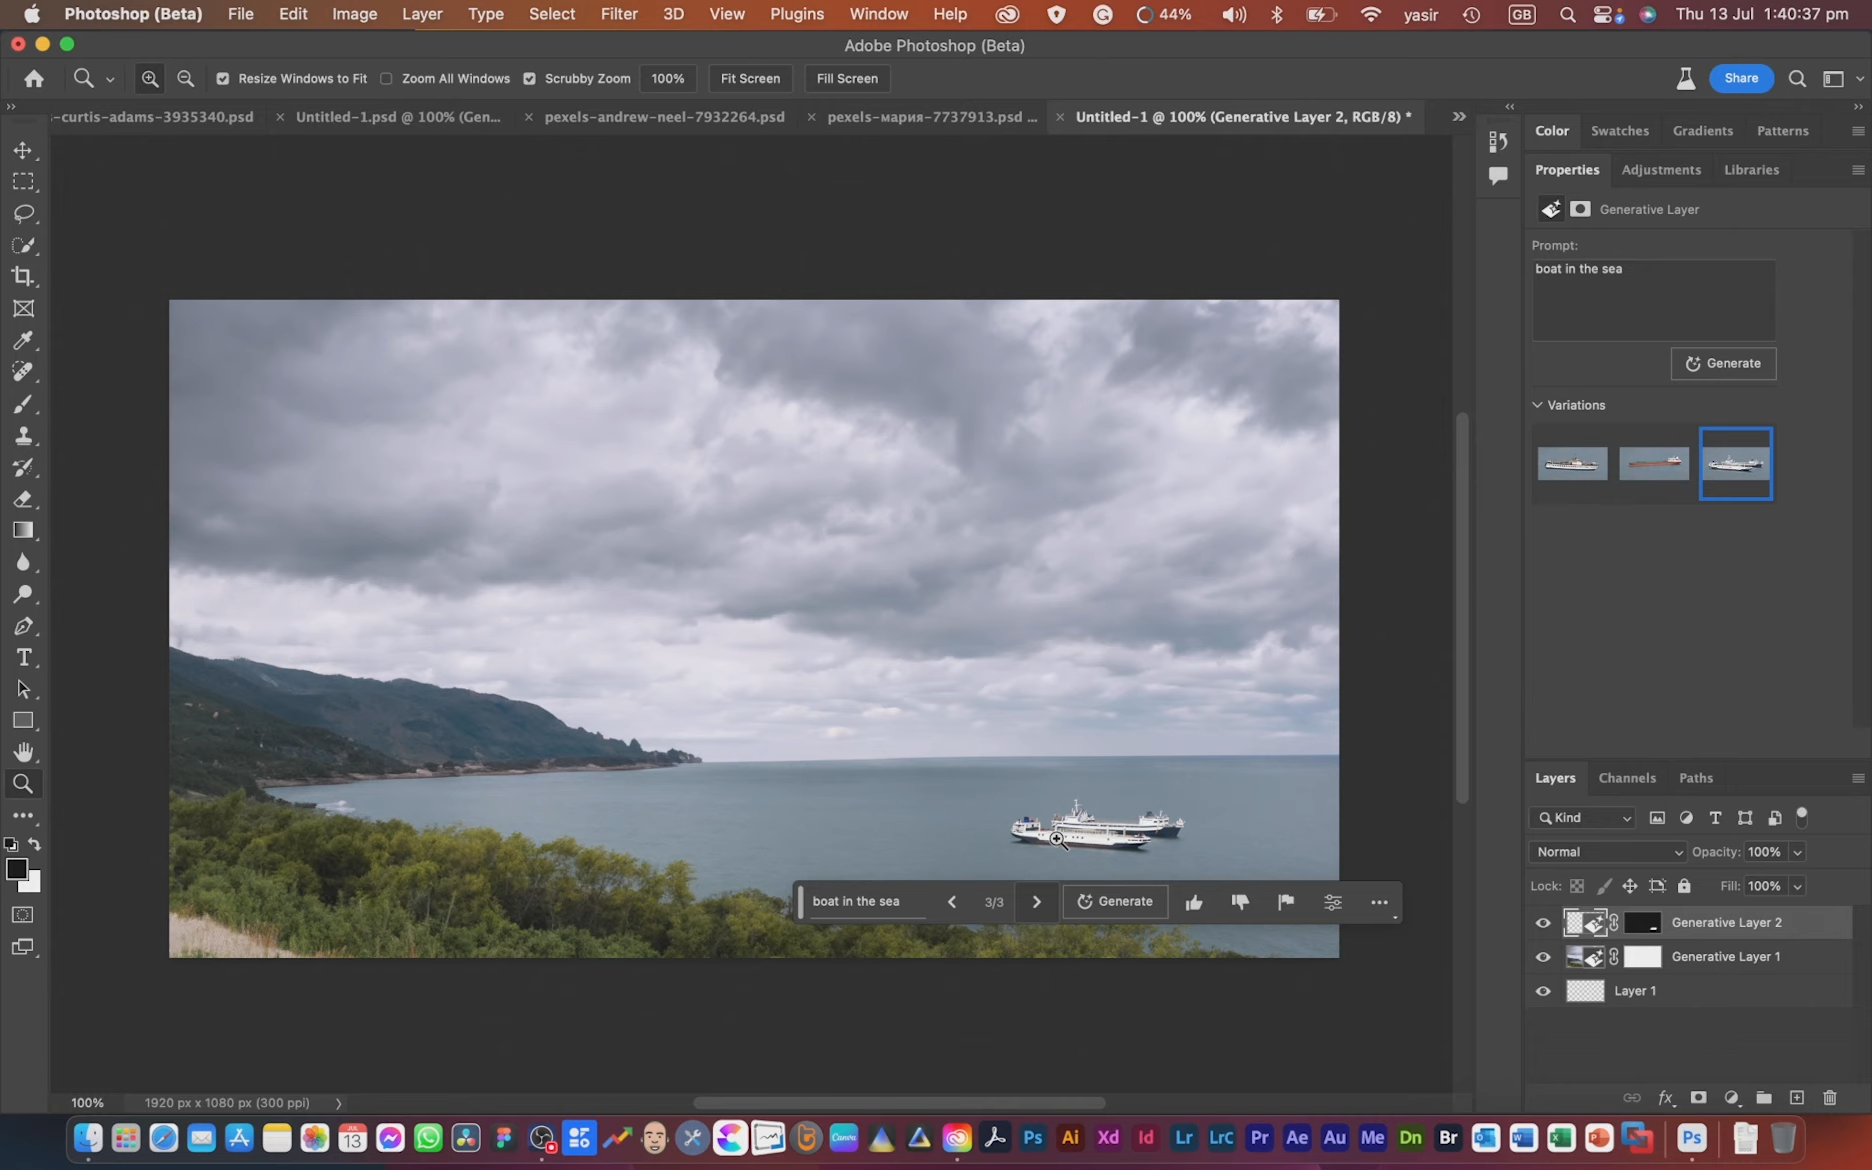 Photoshop (Beta) File Edit Image Layer Type Select Filter 3D View Plugins Window Help 44% yasir GB Thu 13 Jul 1:40:37 pm
Adobe Photoshop (Beta)
Resize Windows to Fit Zoom All Windows Scrubby Zoom 100% Fit Screen Fill Screen Share
-curtis-adams-3935340.psd × Untitled-1.psd @ 100% (Gen... × pexels-andrew-neel-7932264.psd × pexels-мария-7737913.psd ... × Untitled-1 @ 100% (Generative Layer 2, RGB/8) *
Color Swatches Gradients Patterns
Properties Adjustments Libraries
Generative Layer
Prompt:
boat in the sea
Generate
Variations
boat in the sea 3/3 Generate
Layers Channels Paths
Kind
Normal Opacity: 100%
Lock: Fill: 100%
Generative Layer 2
Generative Layer 1
Layer 1
fx
100% 1920 px x 1080 px (300 ppi)
JUL
13
Canva
Ps Ai Xd Id Lr LrC Pr Ae Au Me Dn Br Ps